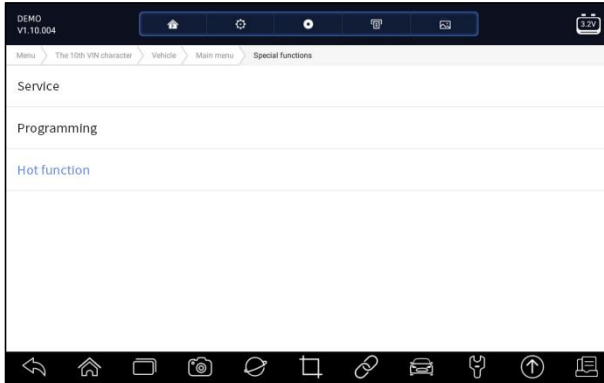 DEMO
V1.10.004
3.2V
Menu The 10th VIN character Vehicle Main menu Special functions
Service
Programming
Hot function